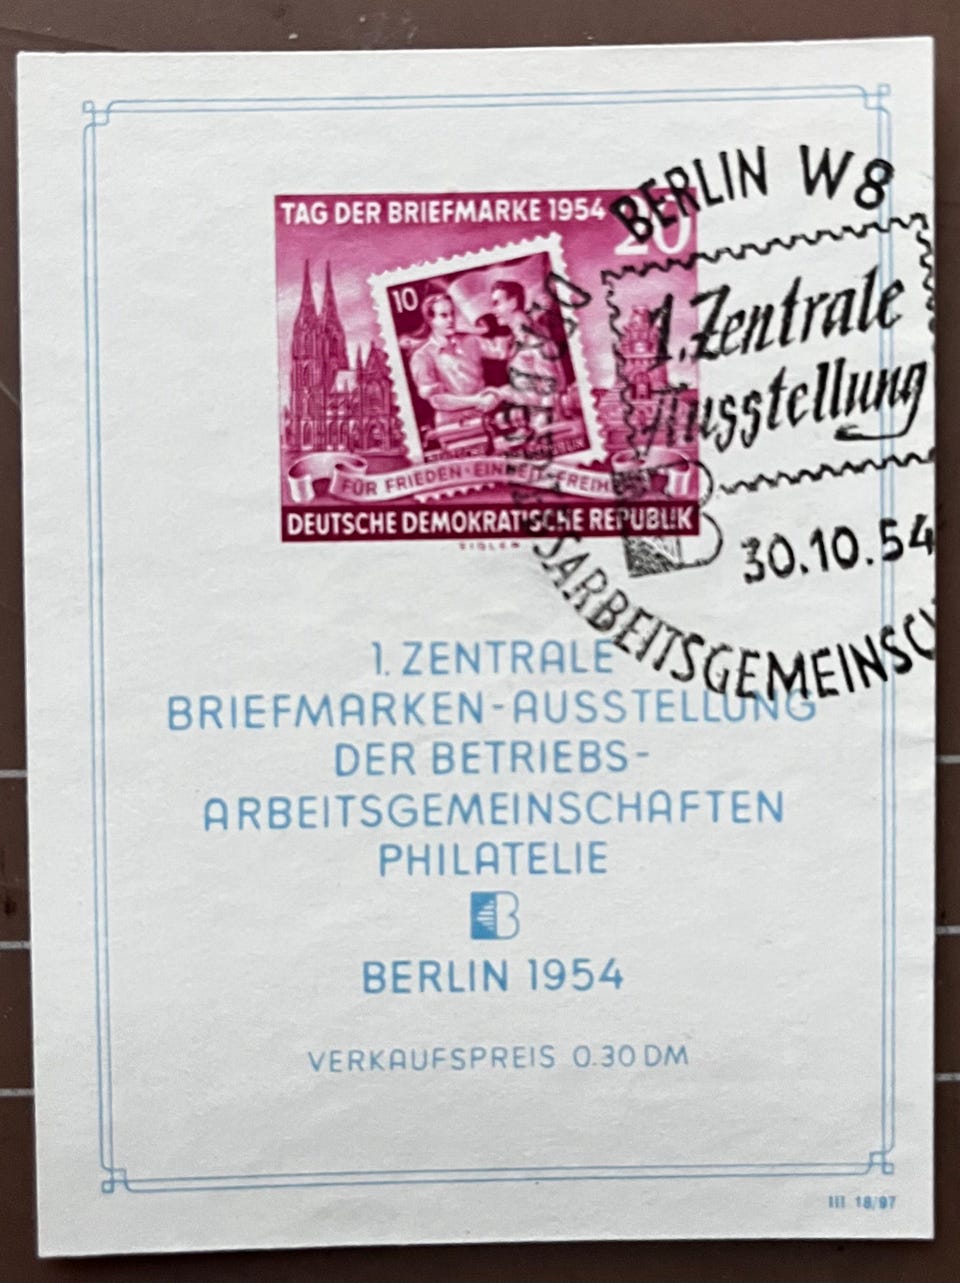 TAG DER BRIEFMARKE 1954
20
10
FÜR FRIEDEN · EINHEIT · FREIH
DEUTSCHE DEMOKRATISCHE REPUBLIK
BERLIN W8
1. Zentrale
Ausstellung
30.10.54
DER BETRIEBSARBEITSGEMEINSC
1. ZENTRALE
BRIEFMARKEN-AUSSTELLUNG
DER BETRIEBS-
ARBEITSGEMEINSCHAFTEN
PHILATELIE
B
BERLIN 1954
VERKAUFSPREIS 0.30 DM
III 18/97